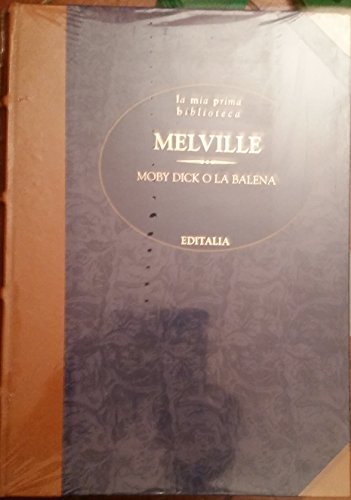 la mia prima
biblioteca
MELVILLE
MOBY DICK O LA BALENA
EDITALIA